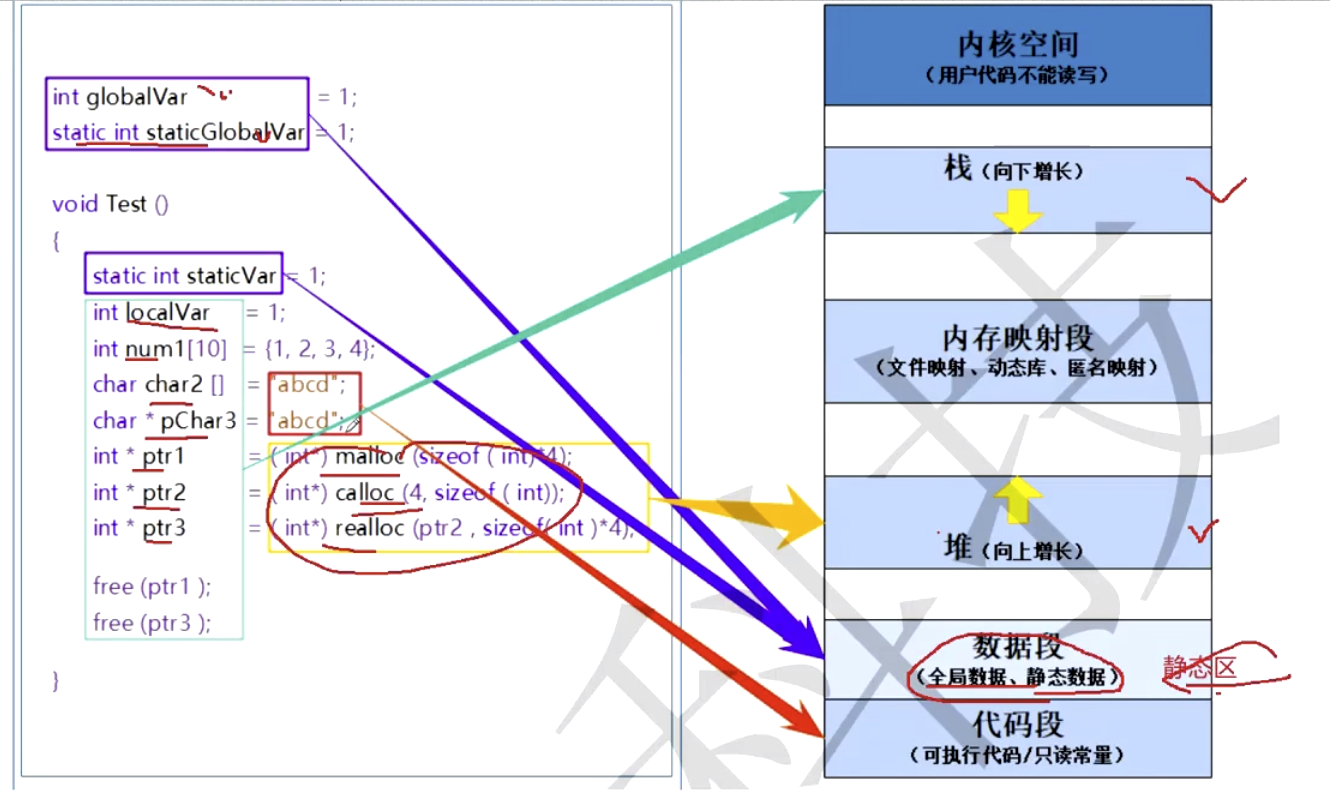 int globalVar = 1;
static int staticGlobalVar = 1;
void Test ()
{
static int staticVar = 1;
int localVar = 1;
int num1[10] = {1, 2, 3, 4};
char char2 [] = "abcd";
char * pChar3 = "abcd";
int * ptr1 = ( int*) malloc (sizeof ( int)*4);
int * ptr2 = ( int*) calloc (4, sizeof ( int));
int * ptr3 = ( int*) realloc (ptr2 , sizeof( int )*4);
free (ptr1 );
free (ptr3 );
}
内核空间
(用户代码不能读写)
栈 (向下增长)
内存映射段
(文件映射、动态库、匿名映射)
堆 (向上增长)
数据段
(全局数据、静态数据)
静态区
代码段
(可执行代码/只读常量)
科技